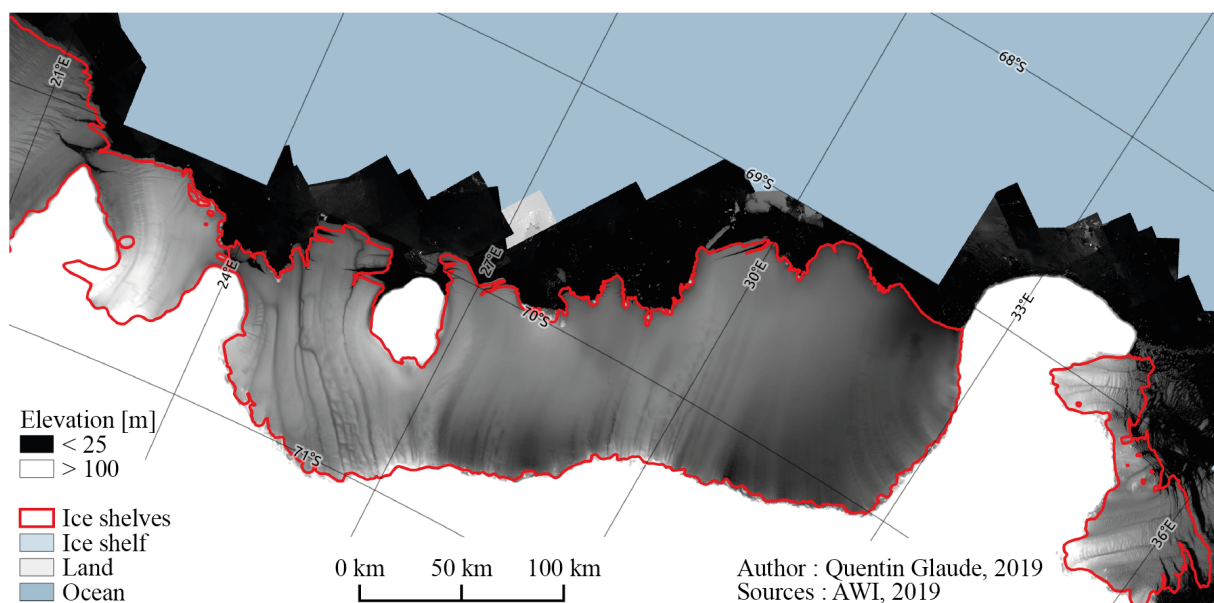 21°E
68°S
69°S
24°E
27°E
30°E
33°E
70°S
71°S
36°E
Elevation [m]
< 25
> 100
Ice shelves
Ice shelf
Land
Ocean
0 km 50 km 100 km
Author : Quentin Glaude, 2019
Sources : AWI, 2019